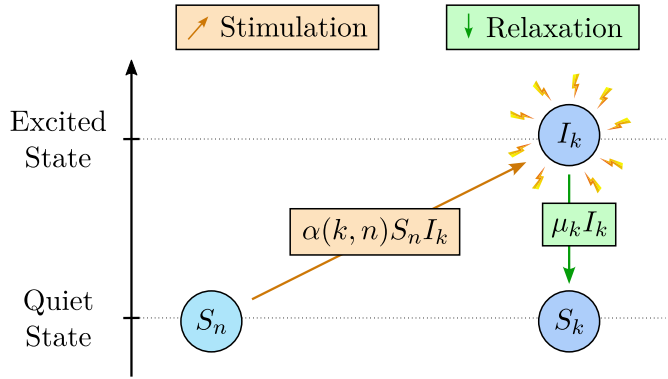 Stimulation
Relaxation
Excited
State
I_k
α(k, n)S_nI_k
μ_kI_k
Quiet
State
S_n
S_k